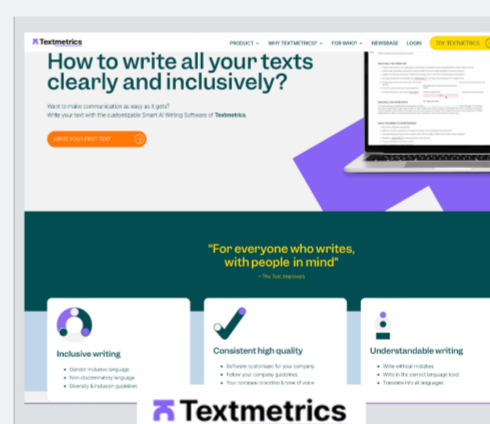 Textmetrics
PRODUCT WHY TEXTMETRICS? FOR WHO? NEWSBASE LOGIN TRY TEXTMETRICS
How to write all your texts
clearly and inclusively?
Want to make communication as easy as it gets?
Write your text with the customizable Smart AI Writing Software of Textmetrics.
WRITE YOUR FIRST TEXT
"For everyone who writes,
with people in mind"
~ The Text Improvers
Inclusive writing
Gender-inclusive language
Non-discriminatory language
Diversity & inclusion guidelines
Consistent high quality
Software customised for your company
Follow your company guidelines
Your company branding & tone of voice
Understandable writing
Write without mistakes
Write in the correct language level
Translate into all languages
Textmetrics